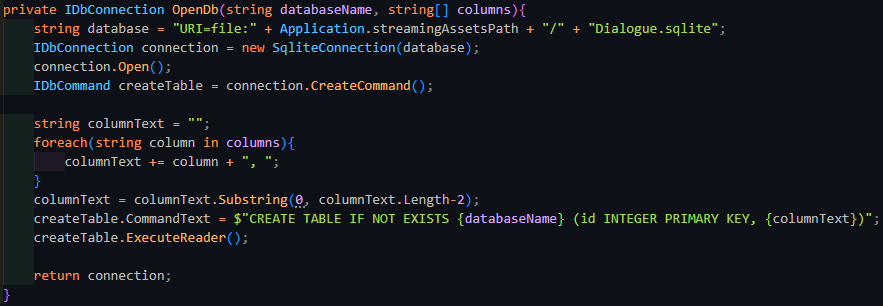 private IDbConnection OpenDb(string databaseName, string[] columns){
    string database = "URI=file:" + Application.streamingAssetsPath + "/" + "Dialogue.sqlite";
    IDbConnection connection = new SqliteConnection(database);
    connection.Open();
    IDbCommand createTable = connection.CreateCommand();

    string columnText = "";
    foreach(string column in columns){
        columnText += column + ", ";
    }
    columnText = columnText.Substring(0, columnText.Length-2);
    createTable.CommandText = $"CREATE TABLE IF NOT EXISTS {databaseName} (id INTEGER PRIMARY KEY, {columnText})";
    createTable.ExecuteReader();

    return connection;
}